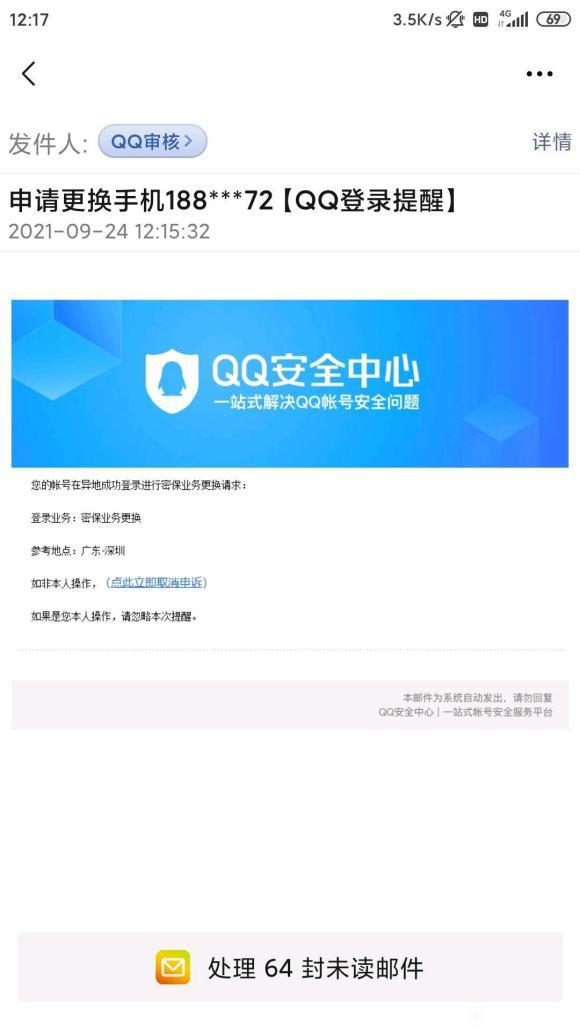 12:17
3.5K/s HD 4G 69
发件人: QQ审核 详情
申请更换手机188***72【QQ登录提醒】
2021-09-24 12:15:32
QQ安全中心
一站式解决QQ帐号安全问题
您的帐号在异地成功登录进行密保业务更换请求：
登录业务：密保业务更换
参考地点：广东-深圳
如非本人操作，（点此立即取消申诉）
如果是您本人操作，请忽略本次提醒。
本邮件为系统自动发出，请勿回复
QQ安全中心 | 一站式帐号安全服务平台
处理 64 封未读邮件